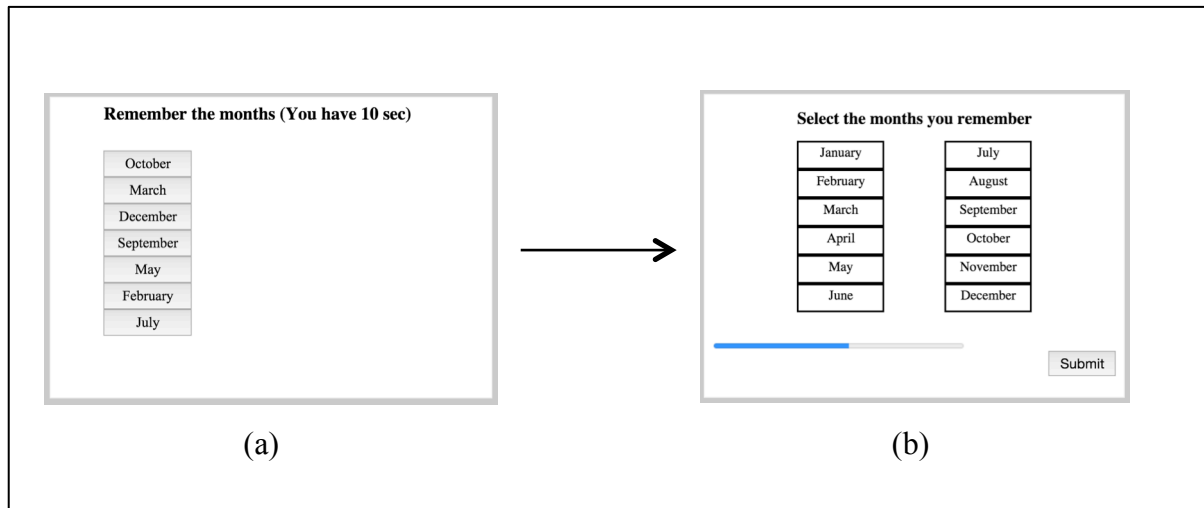 Remember the months (You have 10 sec)
October
March
December
September
May
February
July
(a)
Select the months you remember
January
February
March
April
May
June
July
August
September
October
November
December
Submit
(b)